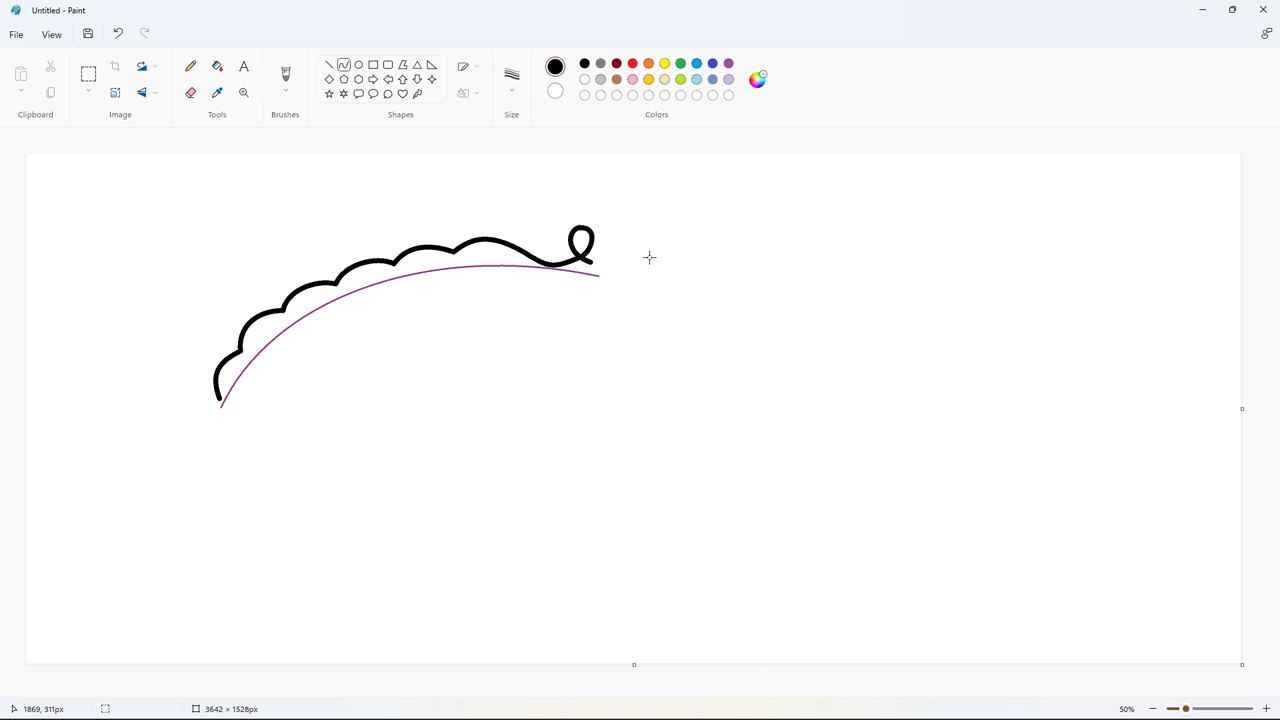 Untitled - Paint
File View
Clipboard Image Tools Brushes Shapes Size Colors
1869, 311px 3642 × 1528px 50%